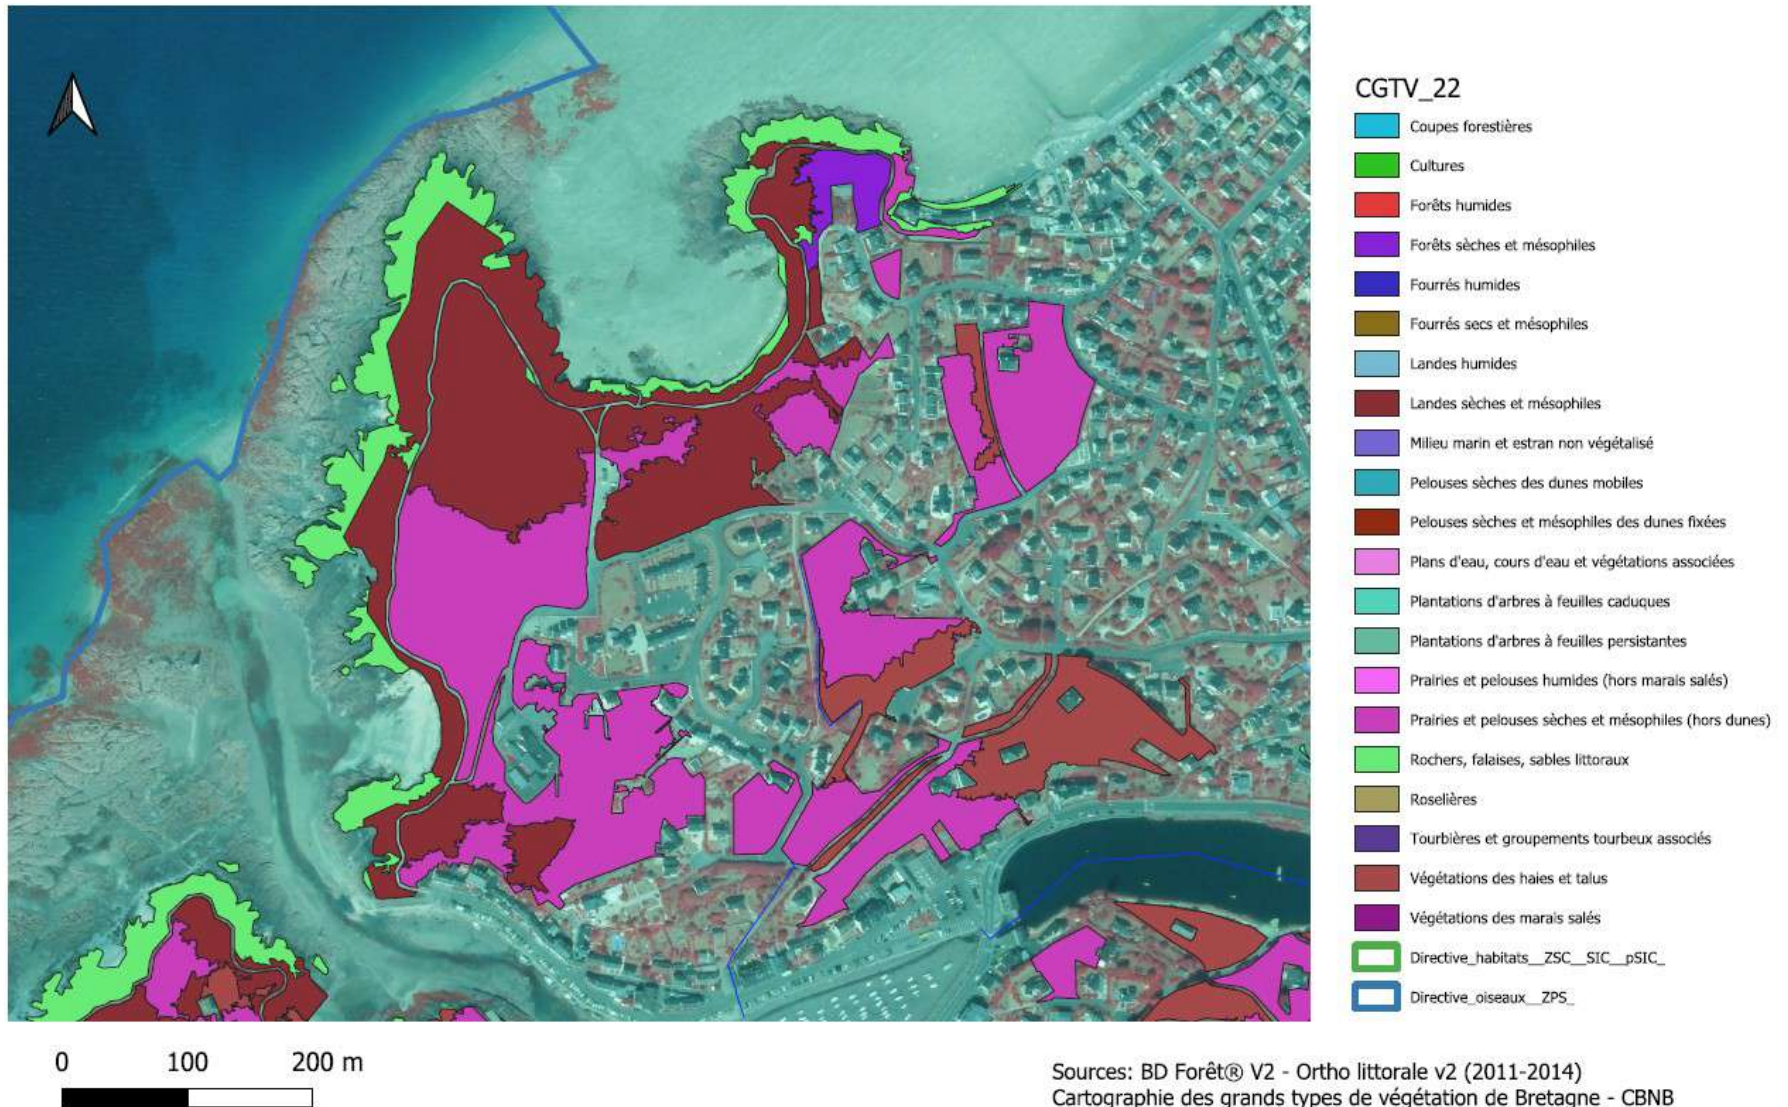 CGTV_22
Coupes forestières
Cultures
Forêts humides
Forêts sèches et mésophiles
Fourrés humides
Fourrés secs et mésophiles
Landes humides
Landes sèches et mésophiles
Milieu marin et estran non végétalisé
Pelouses sèches des dunes mobiles
Pelouses sèches et mésophiles des dunes fixées
Plans d'eau, cours d'eau et végétations associées
Plantations d'arbres à feuilles caduques
Plantations d'arbres à feuilles persistantes
Prairies et pelouses humides (hors marais salés)
Prairies et pelouses sèches et mésophiles (hors dunes)
Rochers, falaises, sables littoraux
Roselières
Tourbières et groupements tourbeux associés
Végétations des haies et talus
Végétations des marais salés
Directive_habitats__ZSC__SIC__pSIC_
Directive_oiseaux__ZPS_
0 100 200 m
Sources: BD Forêt® V2 - Ortho littorale v2 (2011-2014)
Cartographie des grands types de végétation de Bretagne - CBNB